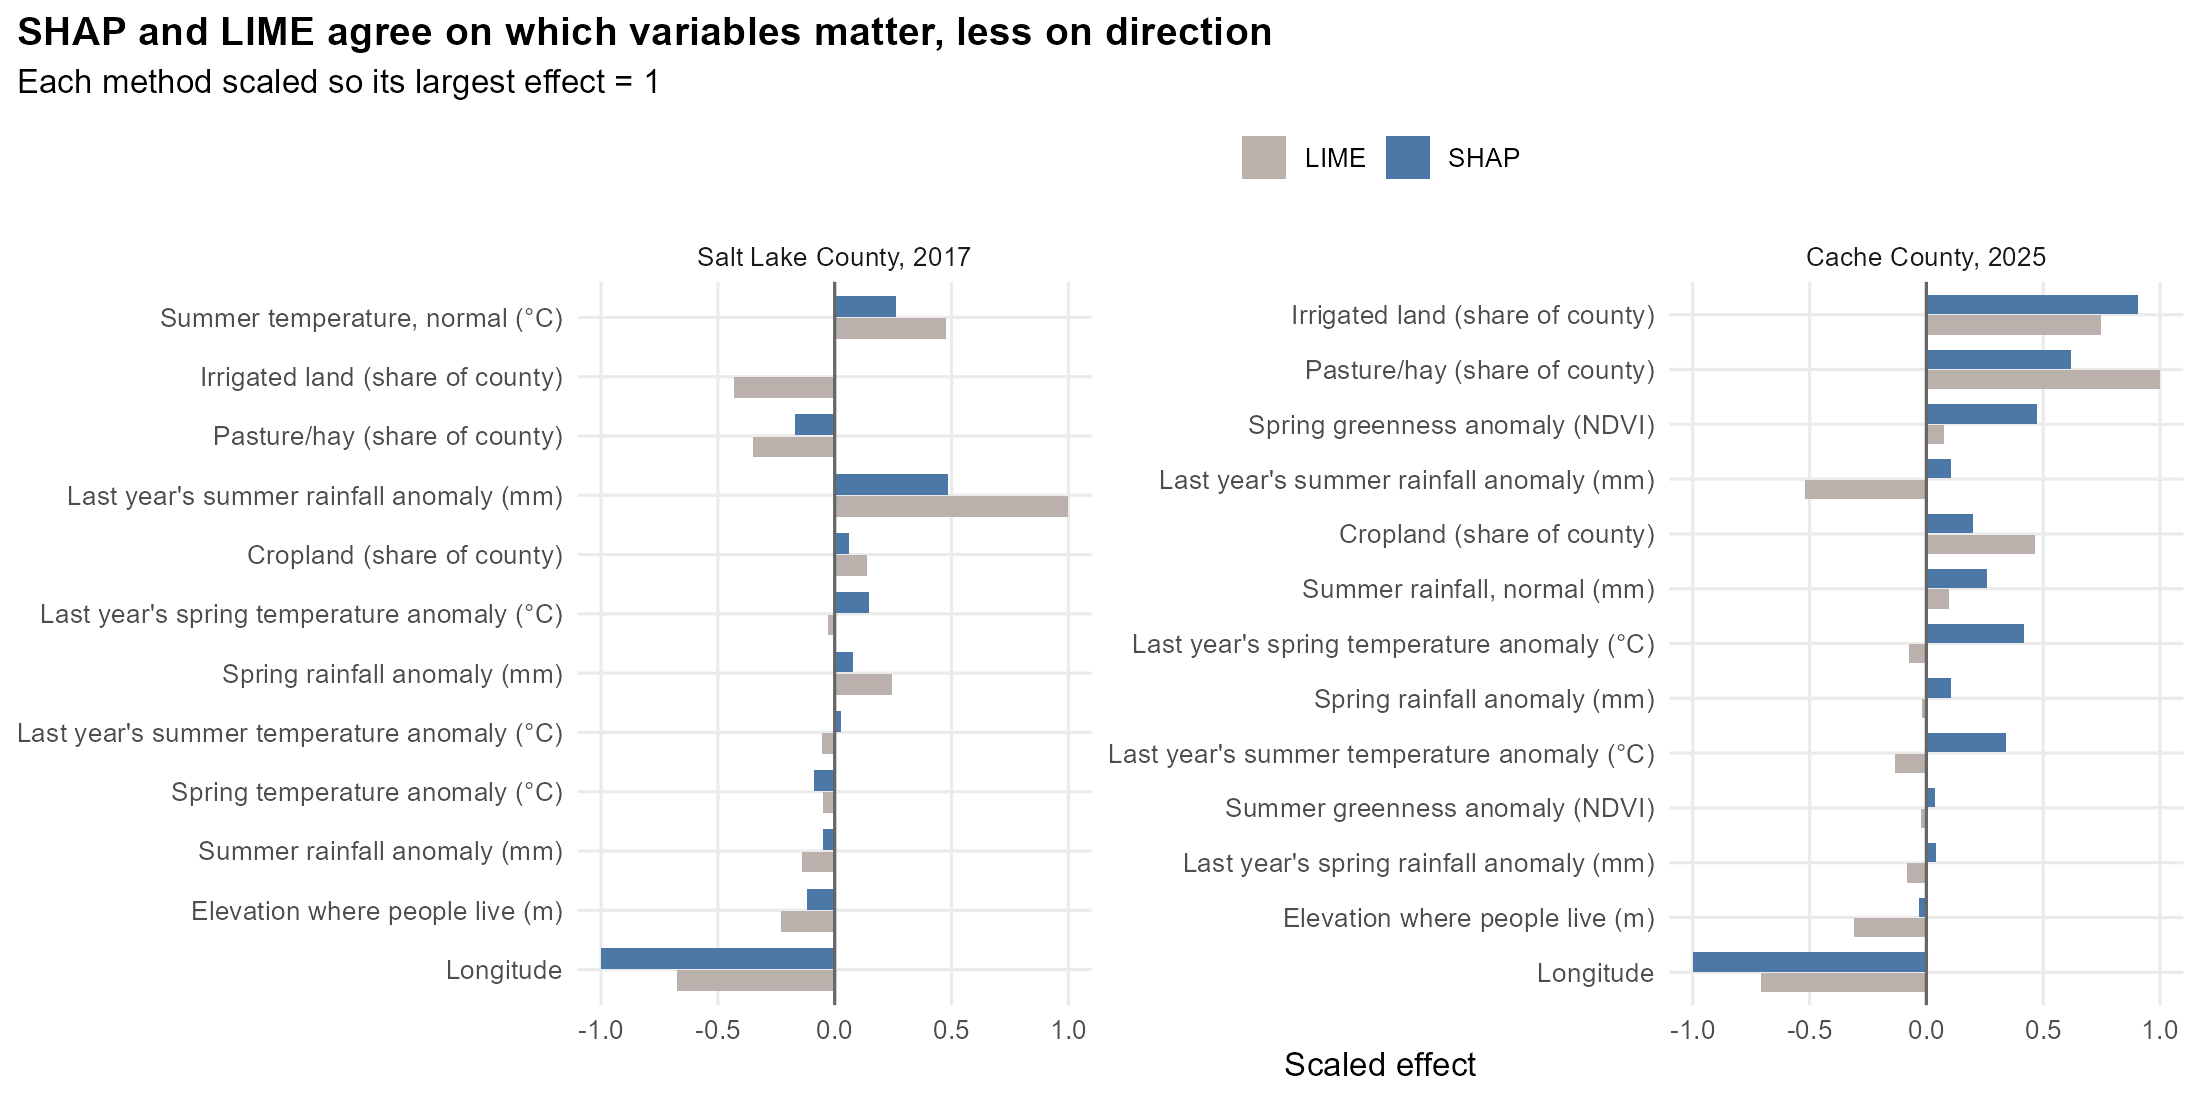 SHAP and LIME agree on which variables matter, less on direction
Each method scaled so its largest effect = 1
LIME
SHAP
Salt Lake County, 2017
Summer temperature, normal (°C)
Irrigated land (share of county)
Pasture/hay (share of county)
Last year's summer rainfall anomaly (mm)
Cropland (share of county)
Last year's spring temperature anomaly (°C)
Spring rainfall anomaly (mm)
Last year's summer temperature anomaly (°C)
Spring temperature anomaly (°C)
Summer rainfall anomaly (mm)
Elevation where people live (m)
Longitude
-1.0 -0.5 0.0 0.5 1.0
Cache County, 2025
Irrigated land (share of county)
Pasture/hay (share of county)
Spring greenness anomaly (NDVI)
Last year's summer rainfall anomaly (mm)
Cropland (share of county)
Summer rainfall, normal (mm)
Last year's spring temperature anomaly (°C)
Spring rainfall anomaly (mm)
Last year's summer temperature anomaly (°C)
Summer greenness anomaly (NDVI)
Last year's spring rainfall anomaly (mm)
Elevation where people live (m)
Longitude
-1.0 -0.5 0.0 0.5 1.0
Scaled effect